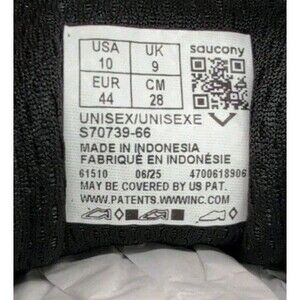 USA UK saucony
10 9
EUR CM
44 28
UNISEX/UNISEXE
S70739-66
MADE IN INDONESIA
FABRIQUÉ EN INDONÉSIE
61510 06/25 4700618906
MAY BE COVERED BY US PAT.
WWW.PATENTS.WWWINC.COM